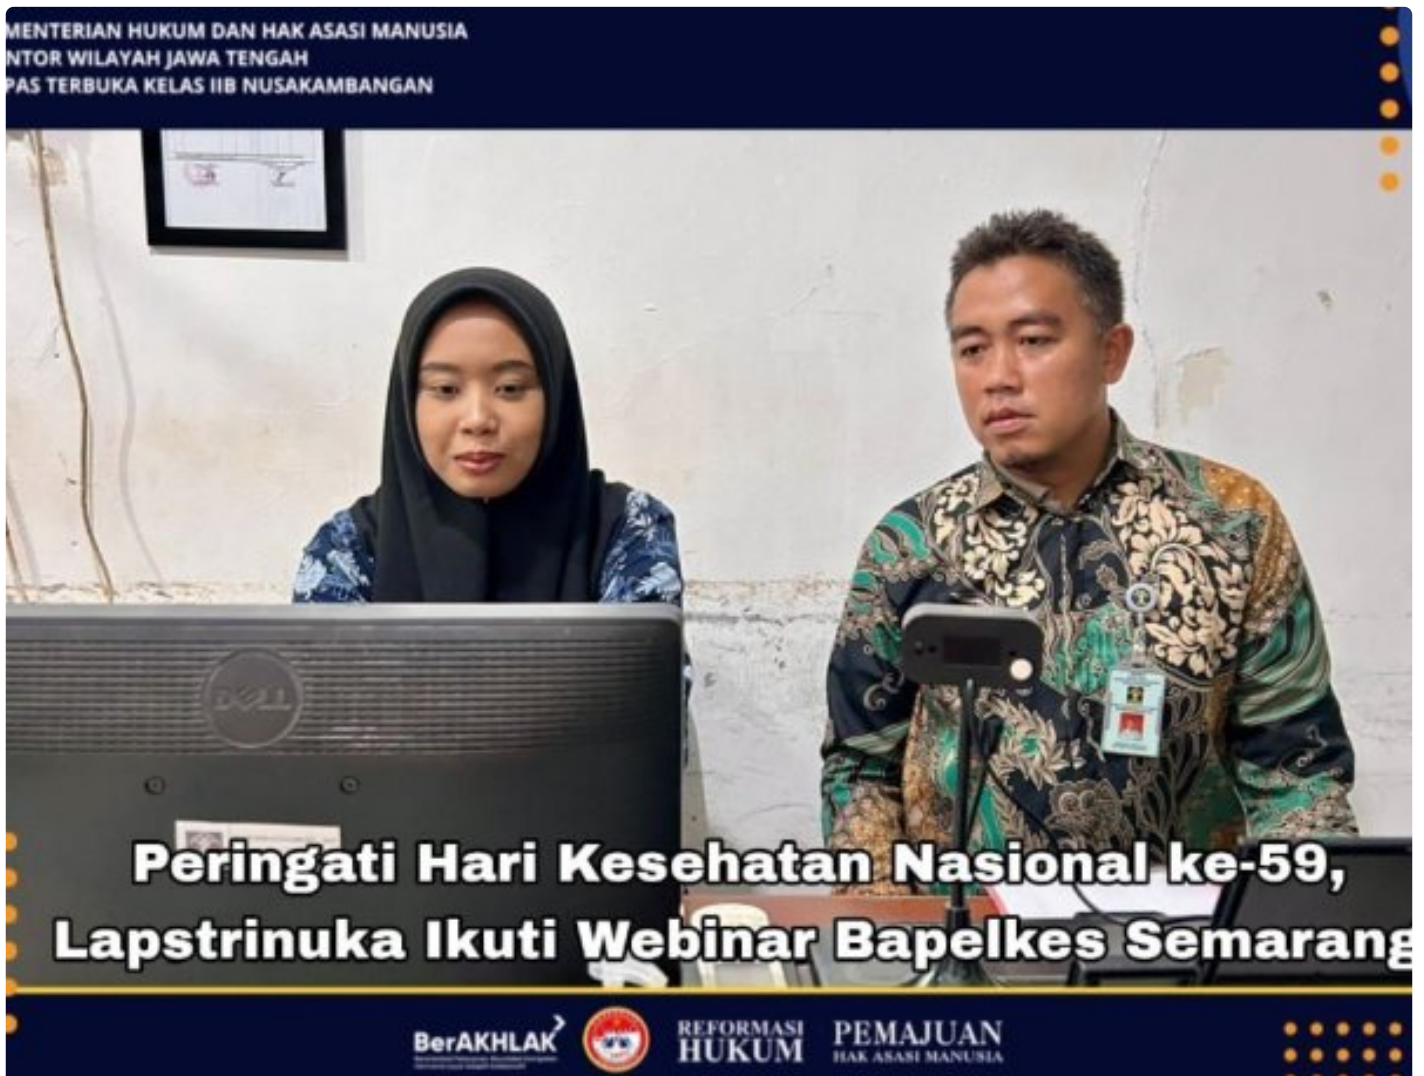 MENTERIAN HUKUM DAN HAK ASASI MANUSIA
NTOR WILAYAH JAWA TENGAH
PAS TERBUKA KELAS IIB NUSAKAMBANGAN
DELL
Peringati Hari Kesehatan Nasional ke-59,
Lapstrinuka Ikuti Webinar Bapelkes Semarang
BerAKHLAK
REFORMASI
HUKUM
PEMAJUAN
HAK ASASI MANUSIA